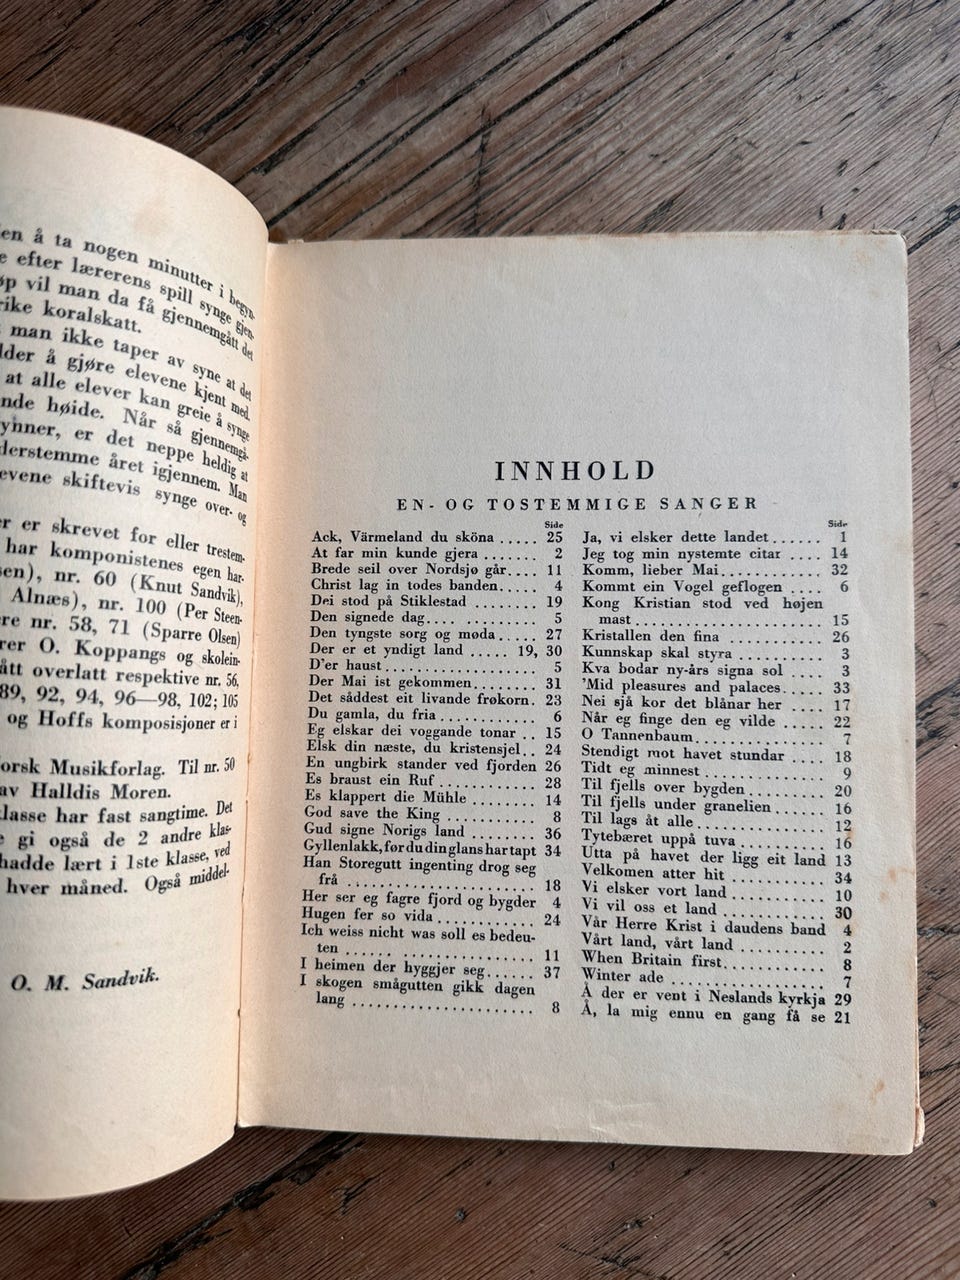 en å ta nogen minutter i begyn-
e efter lærerens spill synge gjen-
øp vil man da få gjennemgått det
rike koralskatt.
man ikke taper av syne at det
lder å gjøre elevene kjent med.
at alle elever kan greie å synge
nde høide. Når så gjennemgå-
ynner, er det neppe heldig at
derstemme året igjennem. Man
evene skiftevis synge over- og
er er skrevet for eller trestem-
har komponistenes egen har-
sen), nr. 60 (Knut Sandvik),
Alnæs), nr. 100 (Per Steen-
re nr. 58, 71 (Sparre Olsen)
rer O. Koppangs og skolein-
ått overlatt respektive nr. 56,
89, 92, 94, 96—98, 102; 105
og Hoffs komposisjoner er i
orsk Musikforlag. Til nr. 50
av Halldis Moren.
lasse har fast sangtime. Det
e gi også de 2 andre klas-
hadde lært i 1ste klasse, ved
hver måned. Også middel-
O. M. Sandvik.
INNHOLD
EN- OG TOSTEMMIGE SANGER
Side
Ack, Värmeland du sköna ..... 25
At far min kunde gjera ....... 2
Brede seil over Nordsjø går.... 11
Christ lag in todes banden..... 4
Dei stod på Stiklestad ........ 19
Den signede dag.... .......... 5
Den tyngste sorg og møda..... 27
Der er et yndigt land ..... 19, 30
D'er haust.................... 5
Der Mai ist gekommen........ 31
Det såddest eit livande frøkorn. 23
Du gamla, du fria ............ 6
Eg elskar dei voggande tonar .. 15
Elsk din næste, du kristensjel.. 24
En ungbirk stander ved fjorden 26
Es braust ein Ruf ............ 28
Es klappert die Mühle ........ 14
God save the King ........... 8
Gud signe Norigs land ........ 36
Gyllenlakk, før du din glans har tapt 34
Han Storegutt ingenting drog seg
frå ....................... 18
Her ser eg fagre fjord og bygder 4
Hugen fer so vida ............ 24
Ich weiss nicht was soll es bedeu-
ten ....................... 11
I heimen der hyggjer seg...... 37
I skogen smågutten gikk dagen
lang ...................... 8
Side
Ja, vi elsker dette landet...... 1
Jeg tog min nystemte citar .... 14
Komm, lieber Mai............ 32
Kommt ein Vogel geflogen .... 6
Kong Kristian stod ved højen
mast ...................... 15
Kristallen den fina ........... 26
Kunnskap skal styra .......... 3
Kva bodar ny-års signa sol .... 3
'Mid pleasures and palaces..... 33
Nei sjå kor det blånar her .... 17
Når eg finge den eg vilde ..... 22
O Tannenbaum............... 7
Stendigt mot havet stundar .... 18
Tidt eg minnest .............. 9
Til fjells over bygden ......... 20
Til fjells under granelien ...... 16
Til lags åt alle............... 12
Tytebæret uppå tuva .......... 16
Utta på havet der ligg eit land 13
Velkomen atter hit ........... 34
Vi elsker vort land ........... 10
Vi vil oss et land ............ 30
Vår Herre Krist i daudens band 4
Vårt land, vårt land .......... 2
When Britain first............ 8
Winter ade .................. 7
Å der er vent i Neslands kyrkja 29
Å, la mig ennu en gang få se 21